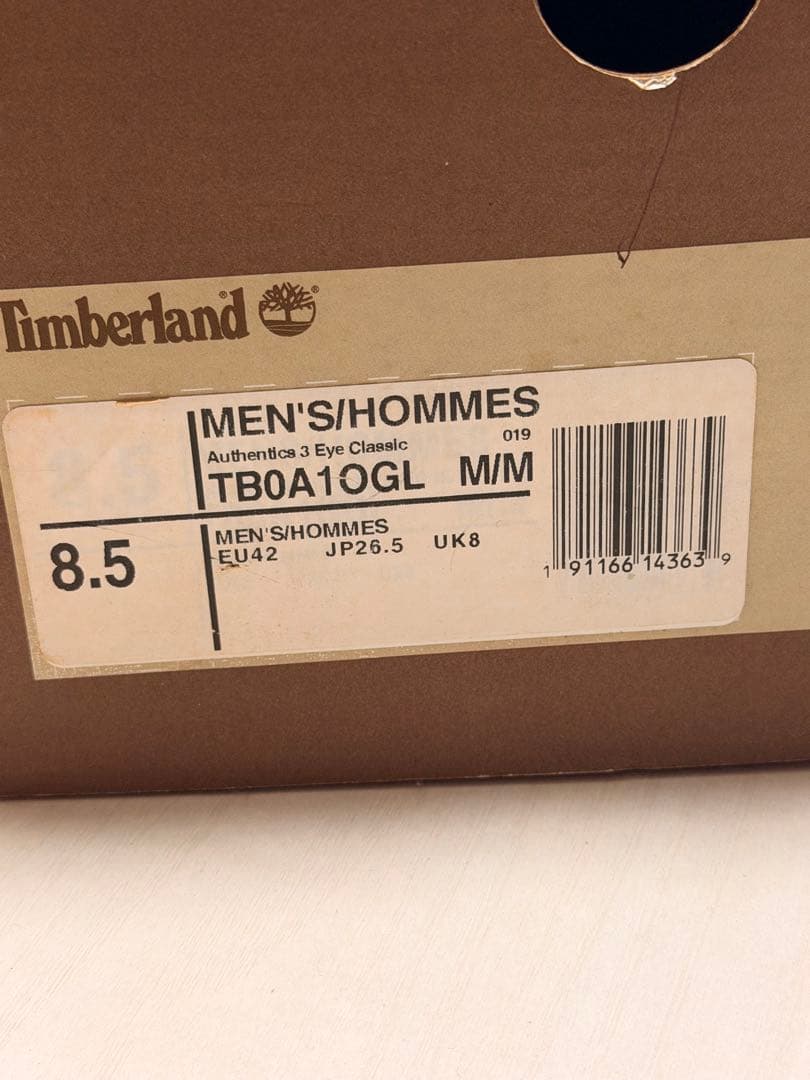 Timberland®
MEN'S/HOMMES
Authentics 3 Eye Classic 019
TB0A1OGL M/M
8.5
MEN'S/HOMMES
EU42 JP26.5 UK8
1 91166 14363 9